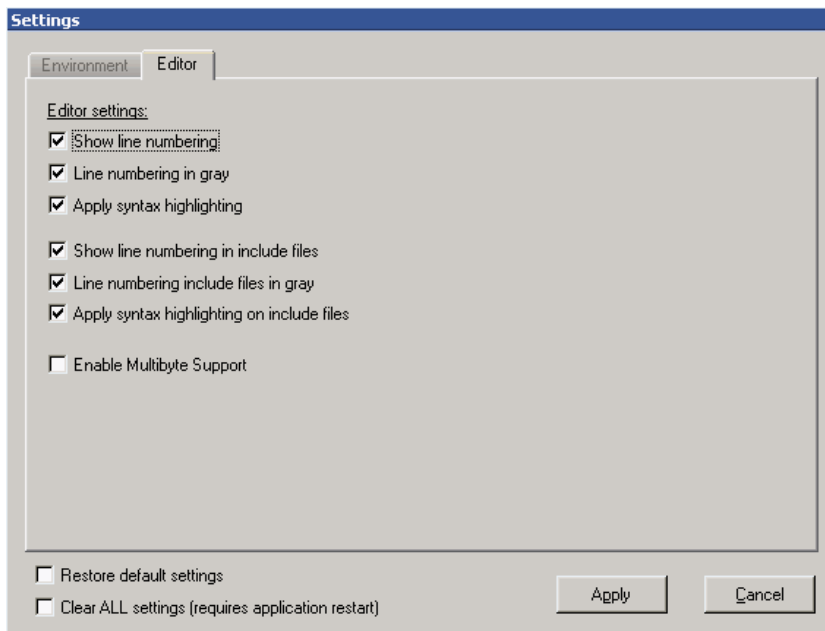 Settings
Environment
Editor
Editor settings:
Show line numbering
Line numbering in gray
Apply syntax highlighting
Show line numbering in include files
Line numbering include files in gray
Apply syntax highlighting on include files
Enable Multibyte Support
Restore default settings
Clear ALL settings (requires application restart)
Apply
Cancel